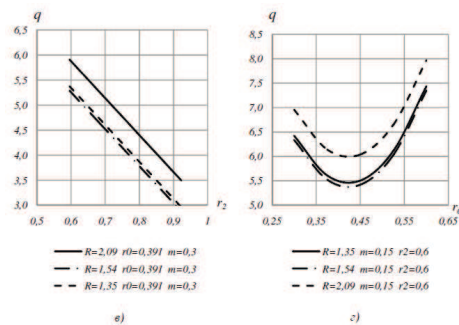 q
6,5
6,0
5,5
5,0
4,5
4,0
3,5
3,0
0,5 0,6 0,7 0,8 0,9 1 r2
R=2,09 r0=0,391 m=0,3
R=1,54 r0=0,391 m=0,3
R=1,35 r0=0,391 m=0,3
в)
q
8,5
8,0
7,5
7,0
6,5
6,0
5,5
5,0
0,25 0,35 0,45 0,55 0,65
R=1,35 m=0,15 r2=0,6
R=1,54 m=0,15 r2=0,6
R=2,09 m=0,15 r2=0,6
г)